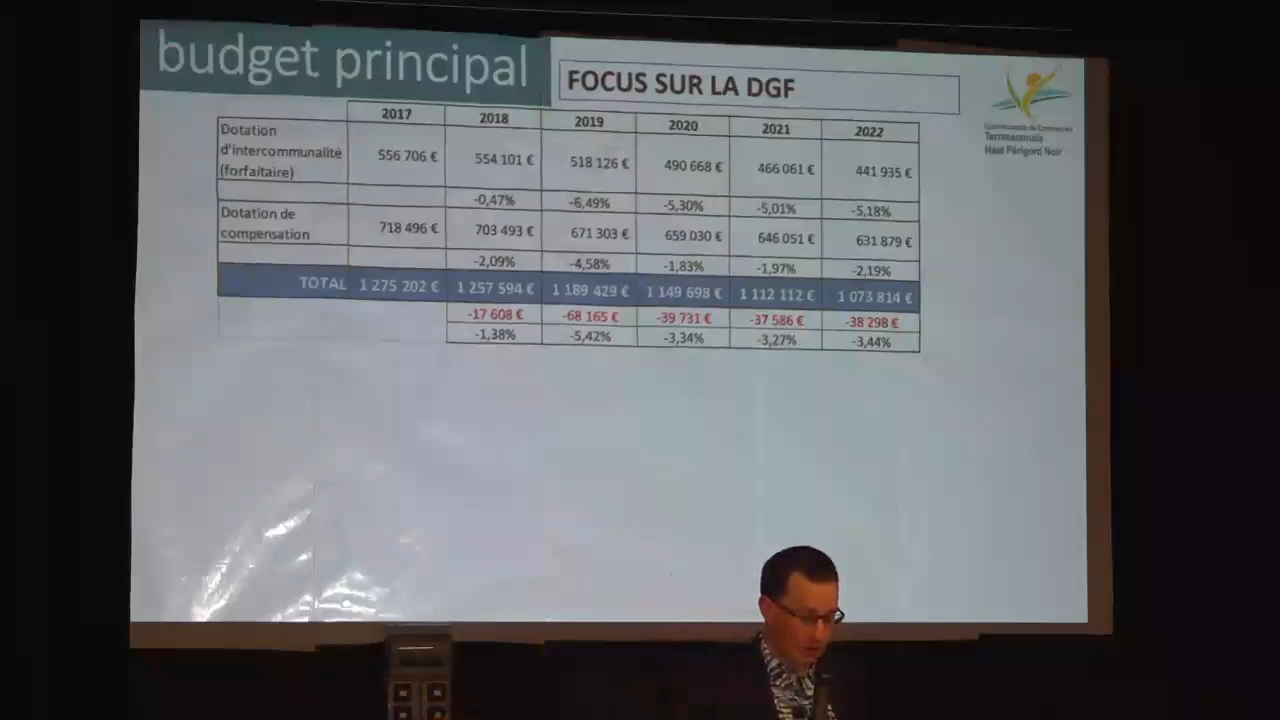 budget principal
FOCUS SUR LA DGF
Communauté de Communes
Terrassonnais
Haut Périgord Noir
2017 2018 2019 2020 2021 2022
Dotation
d'intercommunalité
(forfaitaire)
556 706 € 554 101 € 518 126 € 490 668 € 466 061 € 441 935 €
-0,47% -6,49% -5,30% -5,01% -5,18%
Dotation de
compensation
718 496 € 703 493 € 671 303 € 659 030 € 646 051 € 631 879 €
-2,09% -4,58% -1,83% -1,97% -2,19%
TOTAL 1 275 202 € 1 257 594 € 1 189 429 € 1 149 698 € 1 112 112 € 1 073 814 €
-17 608 € -68 165 € -39 731 € -37 586 € -38 298 €
-1,38% -5,42% -3,34% -3,27% -3,44%